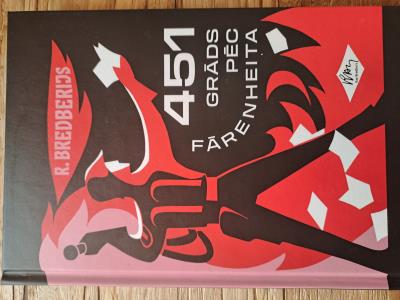 R. BREDBERIJS
451
GRĀDS
PĒC
FĀRENHEITA